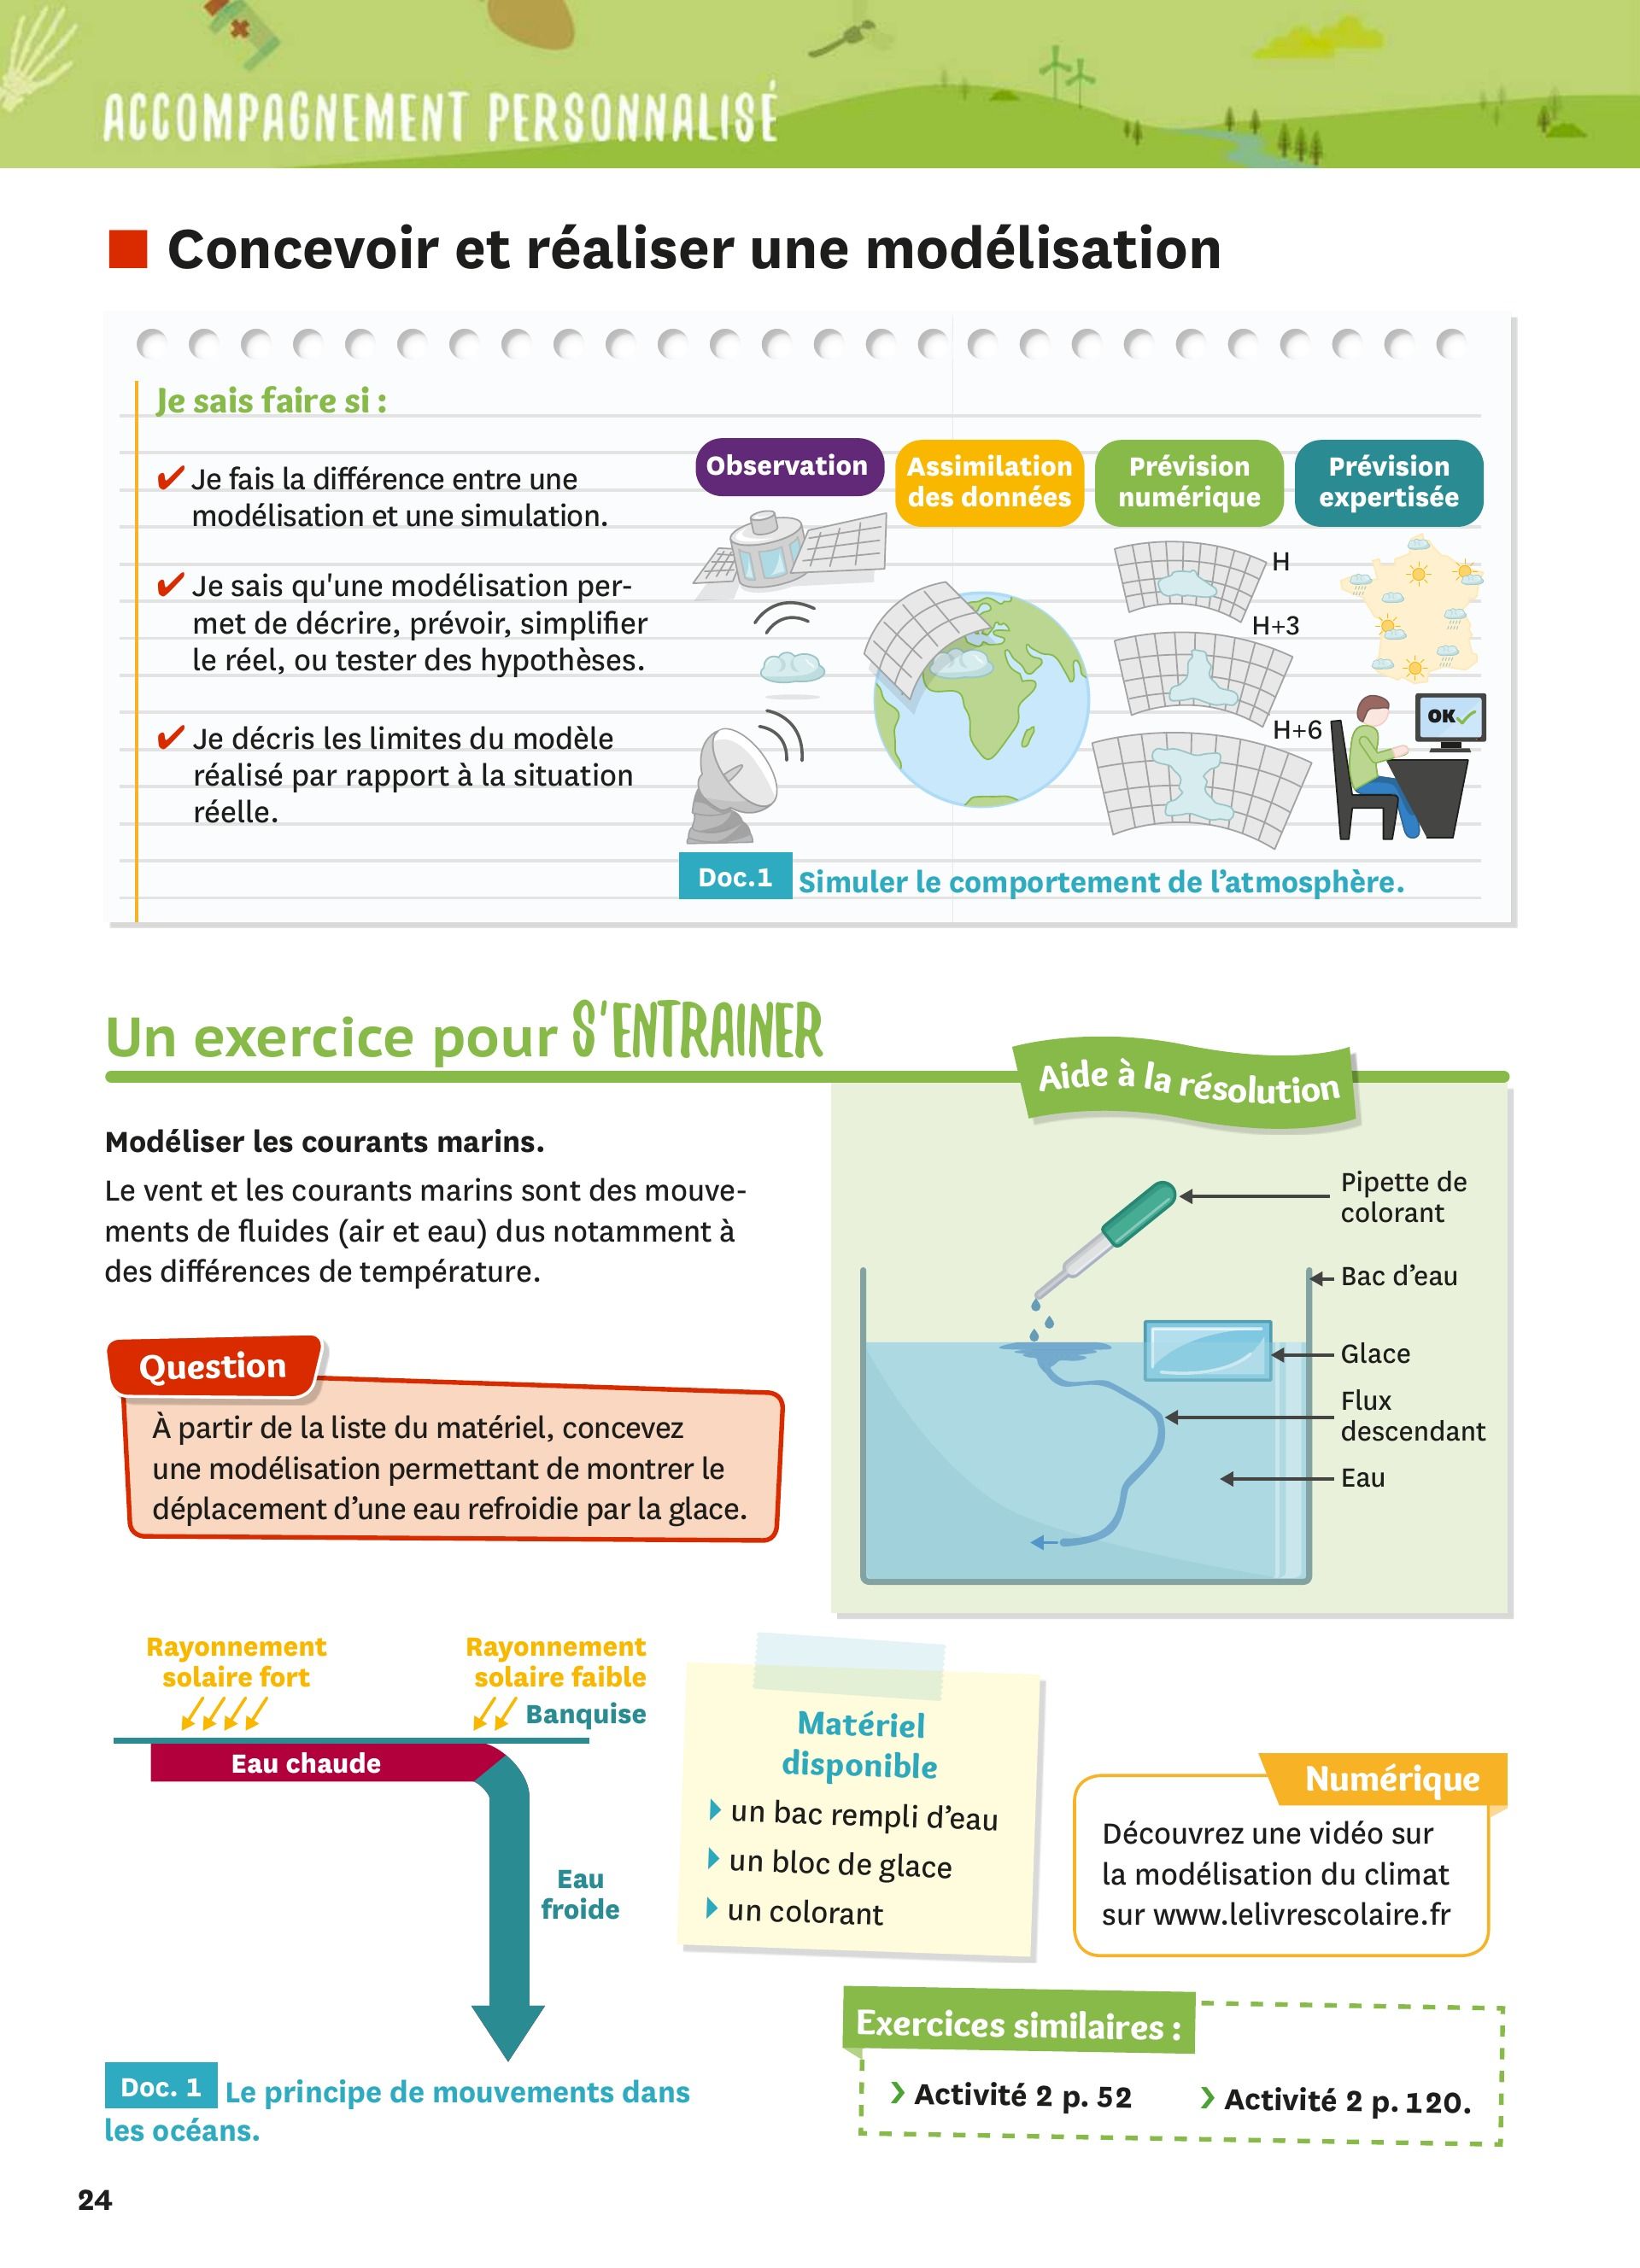 ACCOMPAGNEMENT PERSONNALISÉ
Concevoir et réaliser une modélisation
Je sais faire si :
✔ Je fais la différence entre une
modélisation et une simulation.
✔ Je sais qu'une modélisation per-
met de décrire, prévoir, simplifier
le réel, ou tester des hypothèses.
✔ Je décris les limites du modèle
réalisé par rapport à la situation
réelle.
Observation
Assimilation
des données
Prévision
numérique
Prévision
expertisée
H
H+3
H+6
OK
Doc.1 Simuler le comportement de l’atmosphère.
Un exercice pour S'ENTRAINER
Modéliser les courants marins.
Le vent et les courants marins sont des mouve-
ments de fluides (air et eau) dus notamment à
des différences de température.
Question
À partir de la liste du matériel, concevez
une modélisation permettant de montrer le
déplacement d’une eau refroidie par la glace.
Aide à la résolution
Pipette de
colorant
Bac d’eau
Glace
Flux
descendant
Eau
Rayonnement
solaire fort
Rayonnement
solaire faible
Banquise
Eau chaude
Eau
froide
Doc. 1 Le principe de mouvements dans
les océans.
Matériel
disponible
un bac rempli d’eau
un bloc de glace
un colorant
Numérique
Découvrez une vidéo sur
la modélisation du climat
sur www.lelivrescolaire.fr
Exercices similaires :
Activité 2 p. 52
Activité 2 p. 120.
24